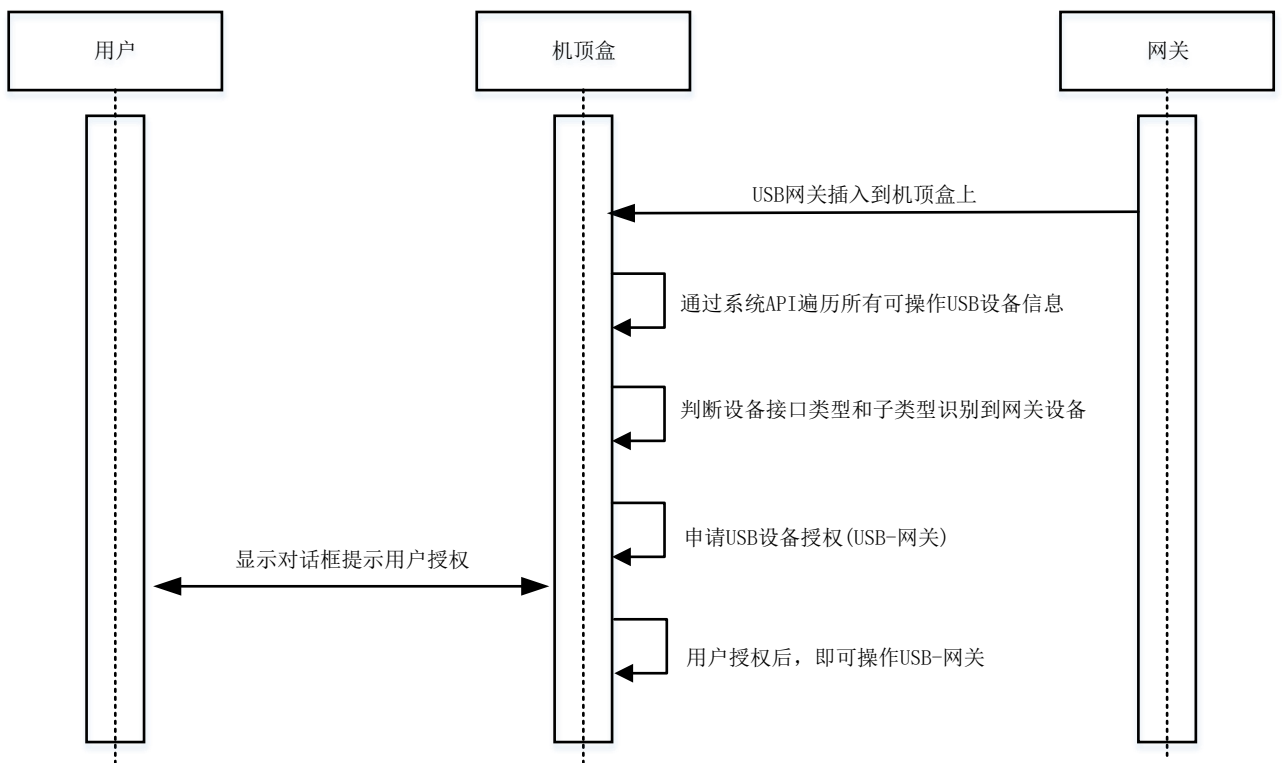 用户
机顶盒
网关
USB网关插入到机顶盒上
通过系统API遍历所有可操作USB设备信息
判断设备接口类型和子类型识别到网关设备
申请USB设备授权(USB-网关)
显示对话框提示用户授权
用户授权后，即可操作USB-网关